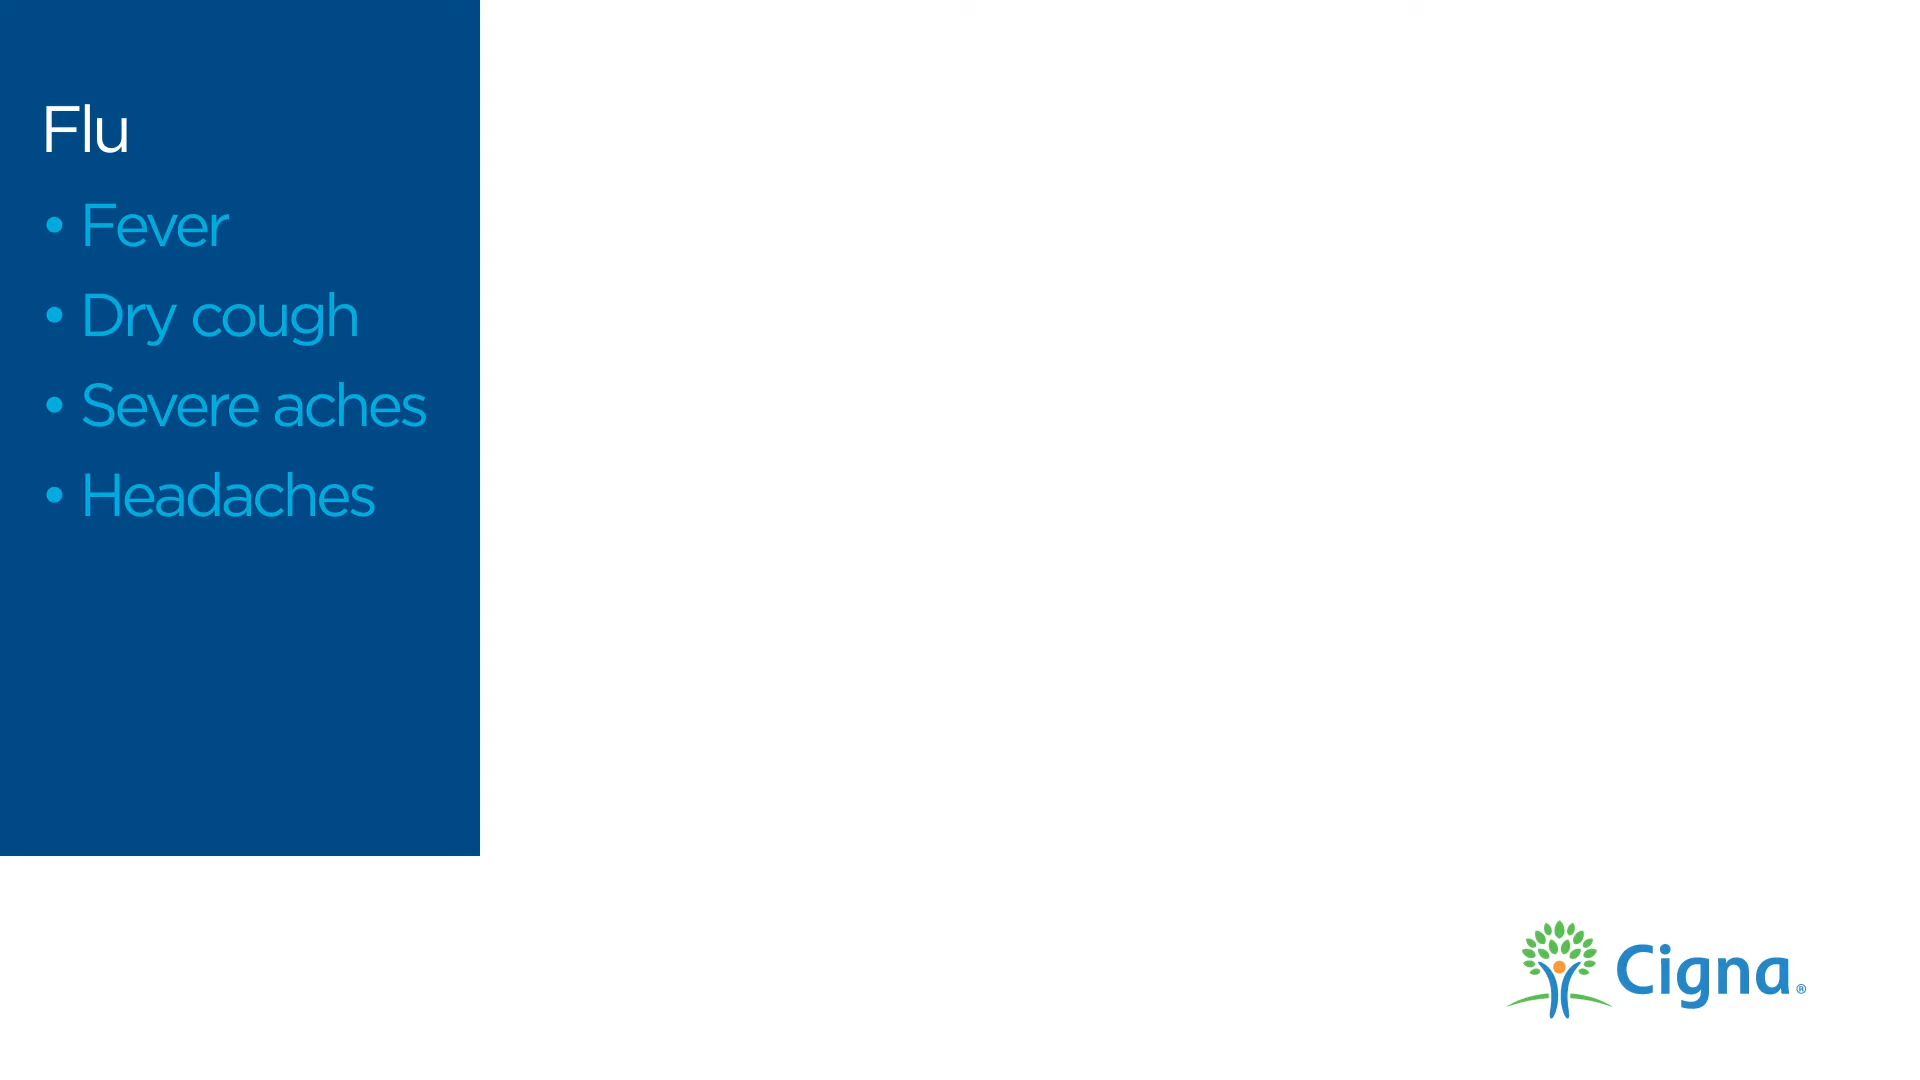 Flu
• Fever
• Dry cough
• Severe aches
• Headaches
Cigna®